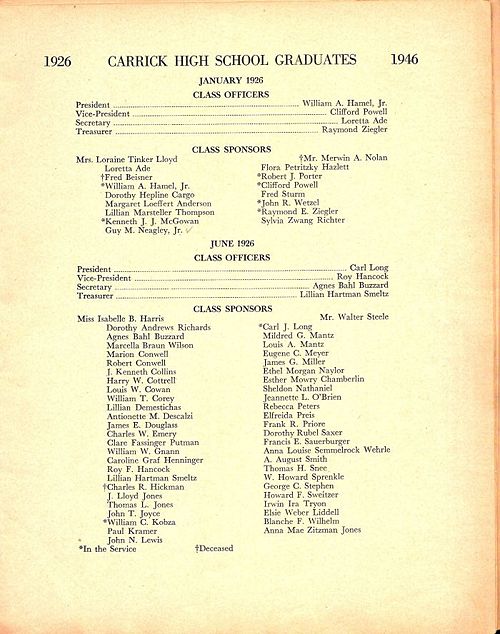 1926 CARRICK HIGH SCHOOL GRADUATES 1946
JANUARY 1926
CLASS OFFICERS
President ........ William A. Hamel, Jr.
Vice-President ........ Clifford Powell
Secretary ........ Loretta Ade
Treasurer ........ Raymond Ziegler
CLASS SPONSORS
Mrs. Loraine Tinker Lloyd †Mr. Merwin A. Nolan
Loretta Ade Flora Petritzky Hazlett
†Fred Beisner *Robert J. Porter
*William A. Hamel, Jr. *Clifford Powell
Dorothy Hepline Cargo Fred Sturm
Margaret Loeffert Anderson *John R. Wetzel
Lillian Marsteller Thompson *Raymond E. Ziegler
*Kenneth J. J. McGowan Sylvia Zwang Richter
Guy M. Neagley, Jr.
JUNE 1926
CLASS OFFICERS
President ........ Carl Long
Vice-President ........ Roy Hancock
Secretary ........ Agnes Bahl Buzzard
Treasurer ........ Lillian Hartman Smeltz
CLASS SPONSORS
Miss Isabelle B. Harris Mr. Walter Steele
Dorothy Andrews Richards *Carl J. Long
Agnes Bahl Buzzard Mildred G. Mantz
Marcella Braun Wilson Louis A. Mantz
Marion Conwell Eugene C. Meyer
Robert Conwell James G. Miller
J. Kenneth Collins Ethel Morgan Naylor
Harry W. Cottrell Esther Mowry Chamberlin
Louis W. Cowan Sheldon Nathaniel
William T. Corey Jeannette L. O'Brien
Lillian Demestichas Rebecca Peters
Antionette M. Descalzi Elfreida Preis
James E. Douglass Frank R. Priore
Charles W. Emery Dorothy Rubel Saxer
Clare Fassinger Putman Francis E. Sauerburger
William W. Gnann Anna Louise Semmelrock Wehrle
Caroline Graf Henninger A. August Smith
Roy F. Hancock Thomas H. Snee
Lillian Hartman Smeltz W. Howard Sprenkle
†Charles R. Hickman George C. Stephen
J. Lloyd Jones Howard F. Sweitzer
Thomas L. Jones Irwin Ira Tryon
John T. Joyce Elsie Weber Liddell
*William C. Kobza Blanche F. Wilhelm
Paul Kramer Anna Mae Zitzman Jones
John N. Lewis
*In the Service †Deceased